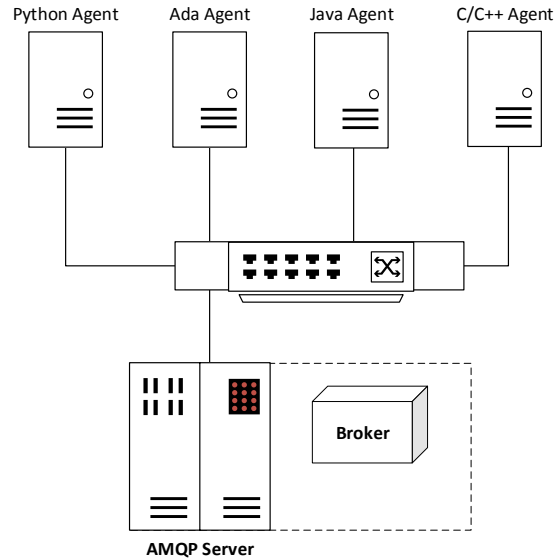 Python Agent
Ada Agent
Java Agent
C/C++ Agent
Broker
AMQP Server